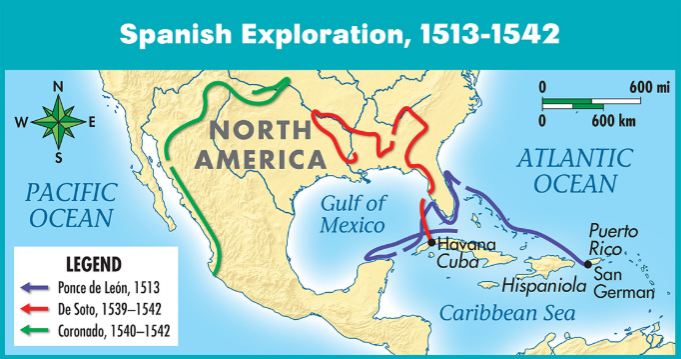 Spanish Exploration, 1513-1542
N
W
E
S
0
600 mi
0
600 km
NORTH
AMERICA
ATLANTIC
OCEAN
PACIFIC
OCEAN
Gulf of
Mexico
Havana
Cuba
Puerto
Rico
San
German
Hispaniola
Caribbean Sea
LEGEND
Ponce de León, 1513
De Soto, 1539–1542
Coronado, 1540–1542